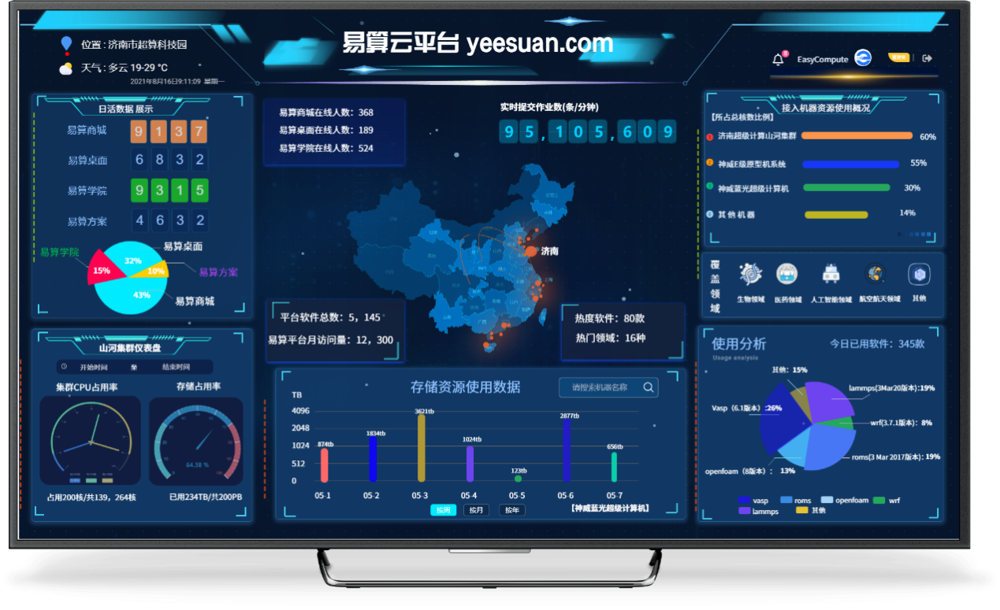 易算云平台 yeesuan.com
位置 : 济南市超算科技园
天气 : 多云 19-29 °C
2021年8月16日9:11:09 星期一
EasyCompute
日活数据 展示
易算商城 9 1 3 7
易算桌面 6 8 3 2
易算学院 9 3 1 5
易算方案 4 6 3 2
易算学院
易算桌面
易算方案
易算商城
32%
15%
10%
43%
山河集群仪表盘
开始时间 至 结束时间
集群CPU占用率
存储占用率
64.38 %
占用200核/共139，264核
已用234TB/共200PB
易算商城在线人数：368
易算桌面在线人数：189
易算学院在线人数：524
实时提交作业数(条/分钟)
95,105,609
济南
平台软件总数：5，145
易算平台月访问量：12，300
热度软件：80款
热门领域：16种
存储资源使用数据
请搜索机器名称
TB
4096
2048
1024
512
0
874tb
1834tb
3621tb
1024tb
123tb
2877tb
656tb
05-1 05-2 05-3 05-4 05-5 05-6 05-7
按周 按月 按年
【神威蓝光超级计算机】
接入机器资源使用概况
【所占总核数比例】
济南超级计算山河集群 60%
神威E级原型机系统 55%
神威蓝光超级计算机 30%
其他机器 14%
覆盖领域
生物领域 医药领域 人工智能领域 航空航天领域 其他
使用分析
Usage analysis
今日已用软件：345款
其他：15%
lammps(3Mar20版本):19%
Vasp（6.1版本）:26%
wrf(3.7.1版本)：8%
roms(3 Mar 2017版本)：19%
openfoam（8版本）： 13%
vasp roms openfoam wrf
lammps 其他